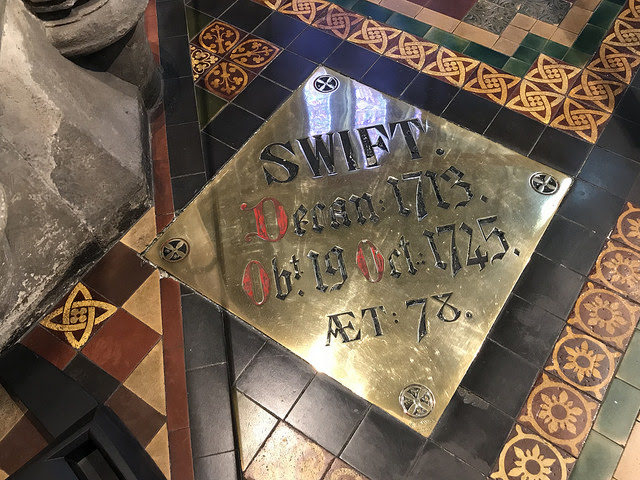 SWIFT.
Decan: 1713.
Obt. 19 Oct: 1745.
ÆT: 78.